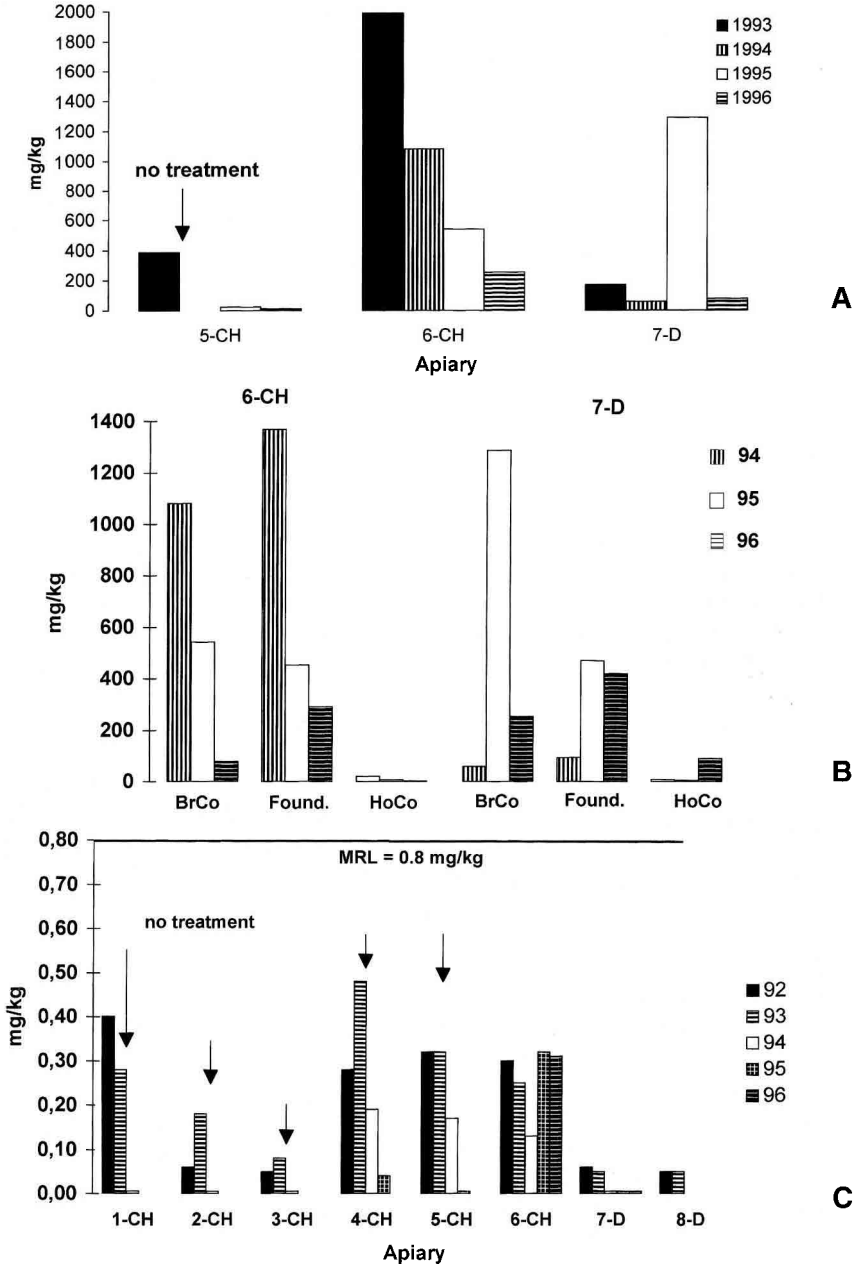 2000
1800
1600
1400
1200
1000
800
600
400
200
0
mg/kg
no treatment
1993
1994
1995
1996
5-CH 6-CH 7-D
Apiary
A
6-CH 7-D
1400
1200
1000
800
600
400
200
0
mg/kg
94
95
96
BrCo Found. HoCo BrCo Found. HoCo
B
0,80
0,70
0,60
0,50
0,40
0,30
0,20
0,10
0,00
mg/kg
MRL = 0.8 mg/kg
no treatment
92
93
94
95
96
1-CH 2-CH 3-CH 4-CH 5-CH 6-CH 7-D 8-D
Apiary
C